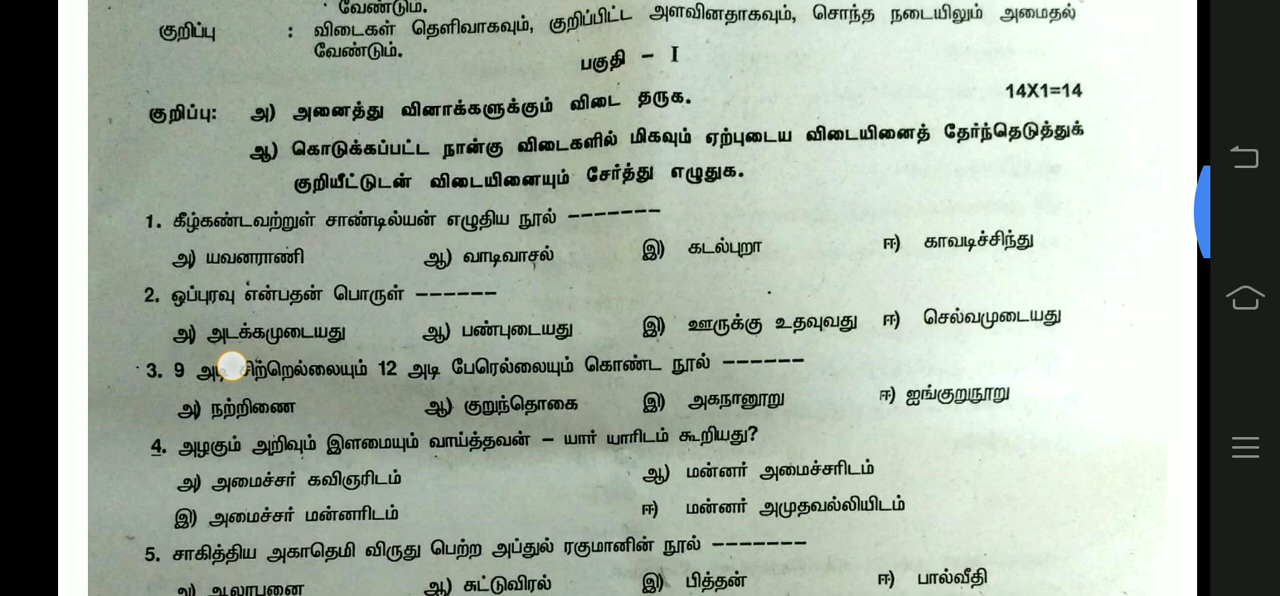 வேண்டும்.
குறிப்பு : விடைகள் தெளிவாகவும், குறிப்பிட்ட அளவினதாகவும், சொந்த நடையிலும் அமைதல்
வேண்டும்.
பகுதி – I
குறிப்பு: அ) அனைத்து வினாக்களுக்கும் விடை தருக. 14X1=14
ஆ) கொடுக்கப்பட்ட நான்கு விடைகளில் மிகவும் ஏற்புடைய விடையினைத் தேர்ந்தெடுத்துக்
குறியீட்டுடன் விடையினையும் சேர்த்து எழுதுக.
1. கீழ்கண்டவற்றுள் சாண்டில்யன் எழுதிய நூல் -------
அ) யவனராணி ஆ) வாடிவாசல் இ) கடல்புறா ஈ) காவடிச்சிந்து
2. ஒப்புரவு என்பதன் பொருள் ------
அ) அடக்கமுடையது ஆ) பண்புடையது இ) ஊருக்கு உதவுவது ஈ) செல்வமுடையது
3. 9 அடி சிற்றெல்லையும் 12 அடி பேரெல்லையும் கொண்ட நூல் ------
அ) நற்றிணை ஆ) குறுந்தொகை இ) அகநானூறு ஈ) ஐங்குறுநூறு
4. அழகும் அறிவும் இளமையும் வாய்த்தவன் – யார் யாரிடம் கூறியது?
அ) அமைச்சர் கவிஞரிடம் ஆ) மன்னர் அமைச்சரிடம்
இ) அமைச்சர் மன்னரிடம் ஈ) மன்னர் அமுதவல்லியிடம்
5. சாகித்திய அகாதெமி விருது பெற்ற அப்துல் ரகுமானின் நூல் -------
அ) ஆலாபனை ஆ) சுட்டுவிரல் இ) பித்தன் ஈ) பால்வீதி